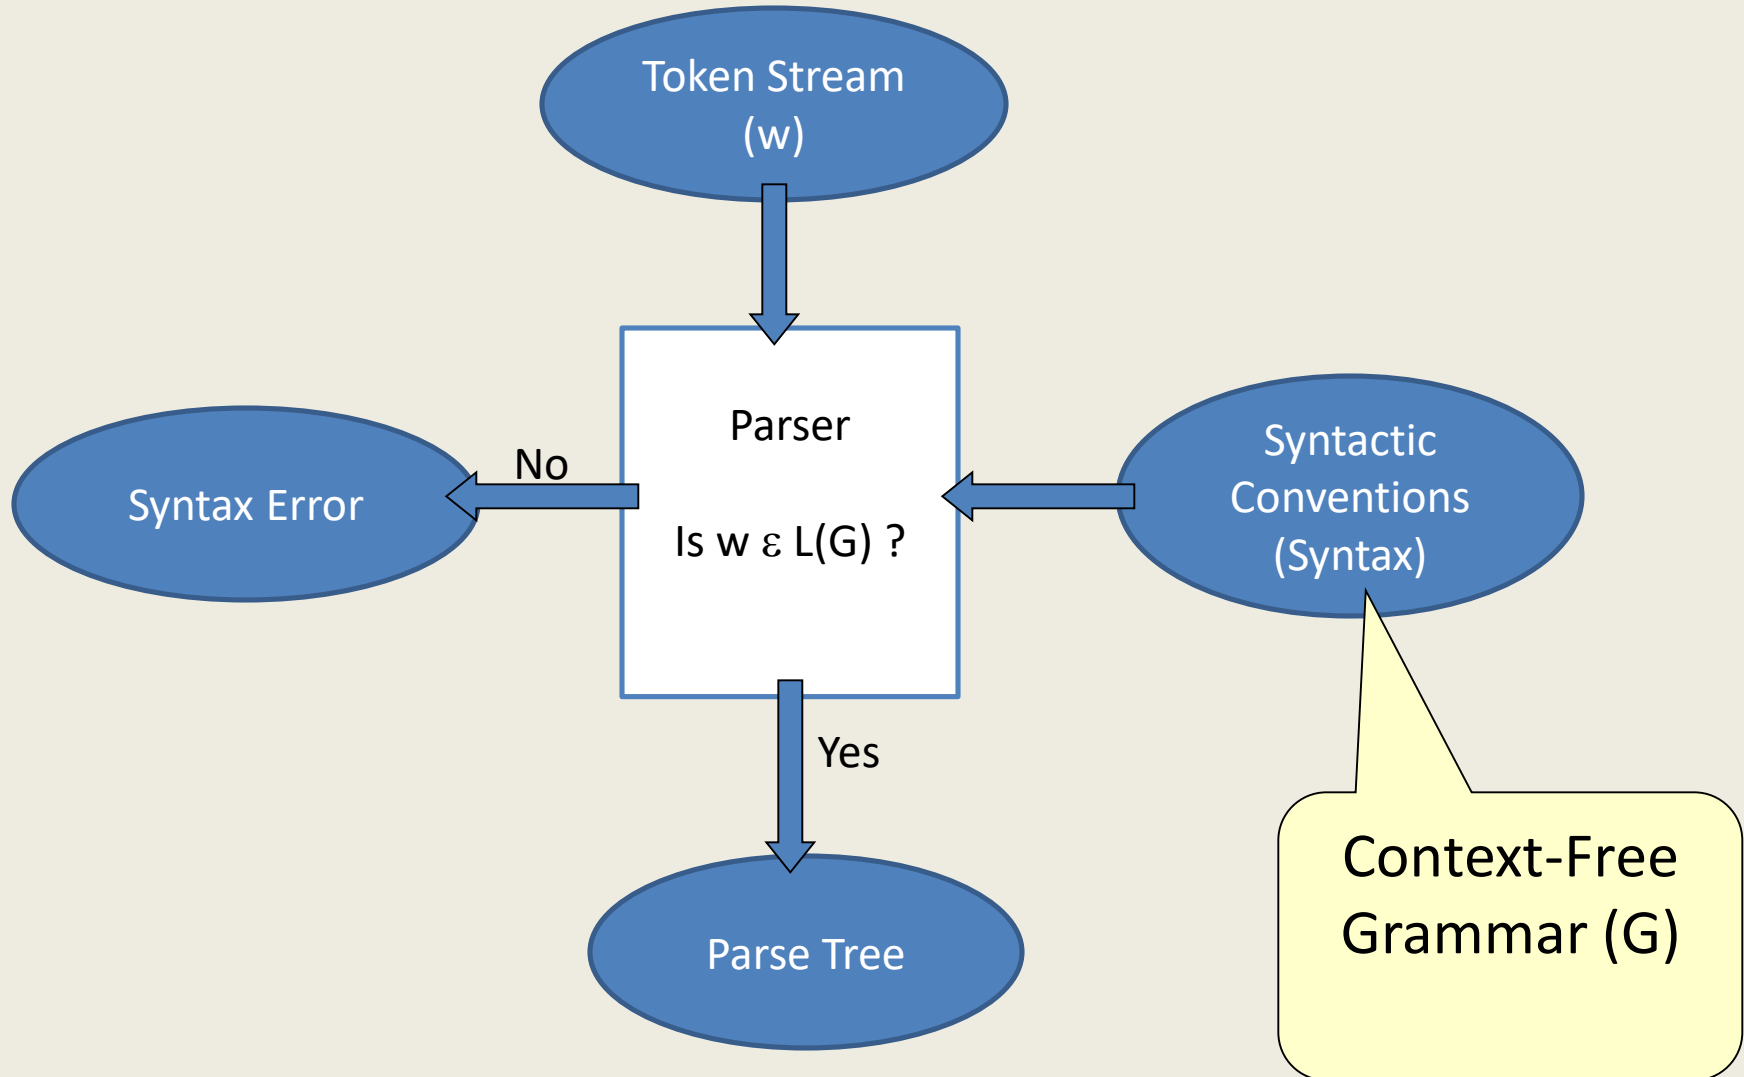 Token Stream
(w)
Parser
Is w ε L(G) ?
No
Syntax Error
Syntactic
Conventions
(Syntax)
Yes
Parse Tree
Context-Free
Grammar (G)